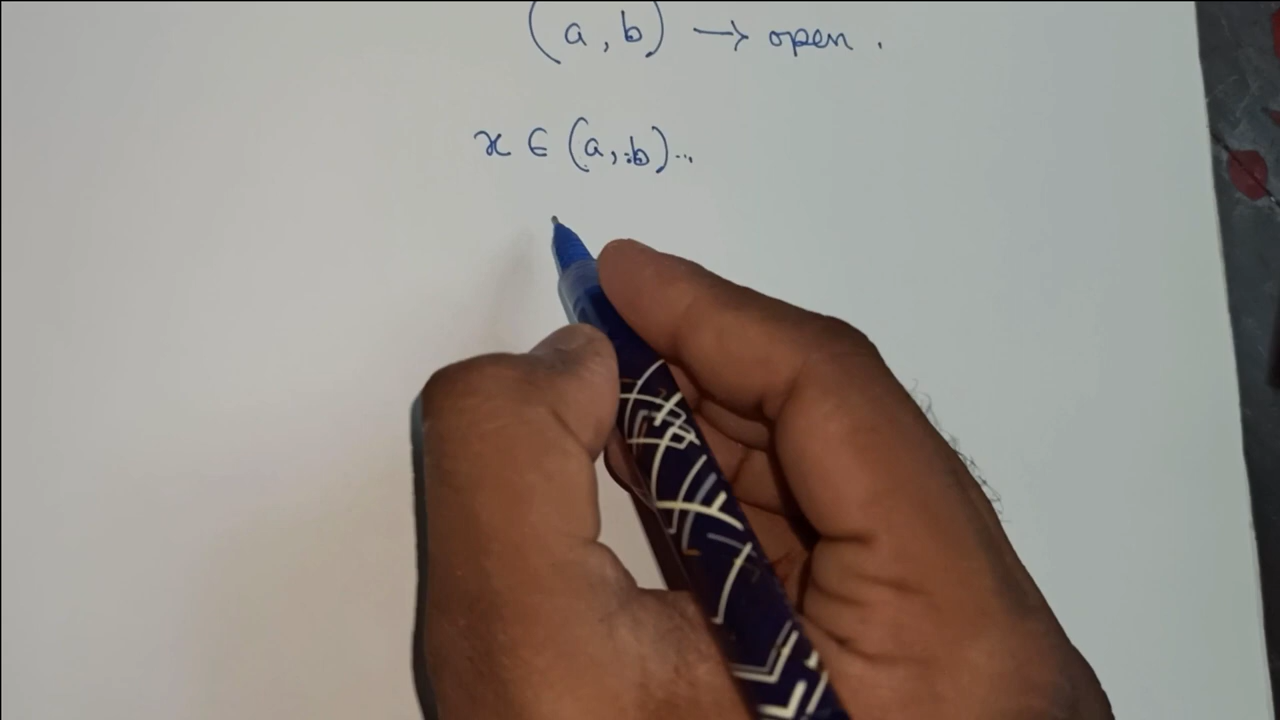 (a, b) → open .
x ∈ (a, b)...